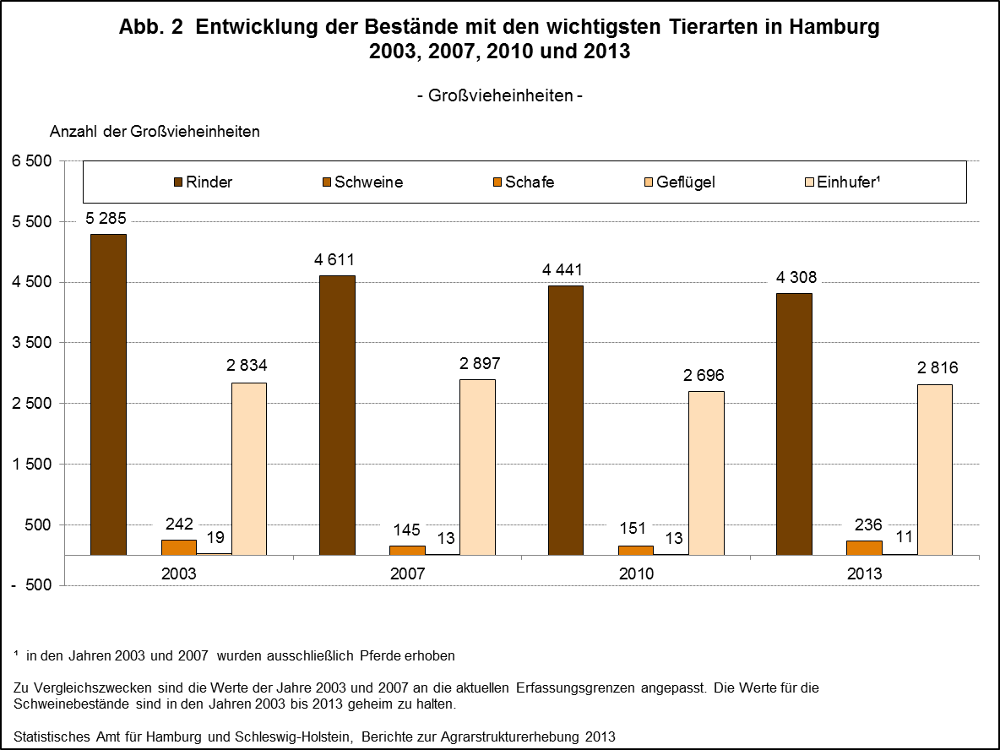 Abb. 2  Entwicklung der Bestände mit den wichtigsten Tierarten in Hamburg
2003, 2007, 2010 und 2013
- Großvieheinheiten -
Anzahl der Großvieheinheiten
6 500
5 500
4 500
3 500
2 500
1 500
500
-  500
Rinder Schweine Schafe Geflügel Einhufer¹
5 285
242
19
2 834
4 611
145
13
2 897
4 441
151
13
2 696
4 308
236
11
2 816
2003 2007 2010 2013
¹  in den Jahren 2003 und 2007  wurden ausschließlich Pferde erhoben
Zu Vergleichszwecken sind die Werte der Jahre 2003 und 2007 an die aktuellen Erfassungsgrenzen angepasst. Die Werte für die
Schweinebestände sind in den Jahren 2003 bis 2013 geheim zu halten.
Statistisches Amt für Hamburg und Schleswig-Holstein,  Berichte zur Agrarstrukturerhebung 2013